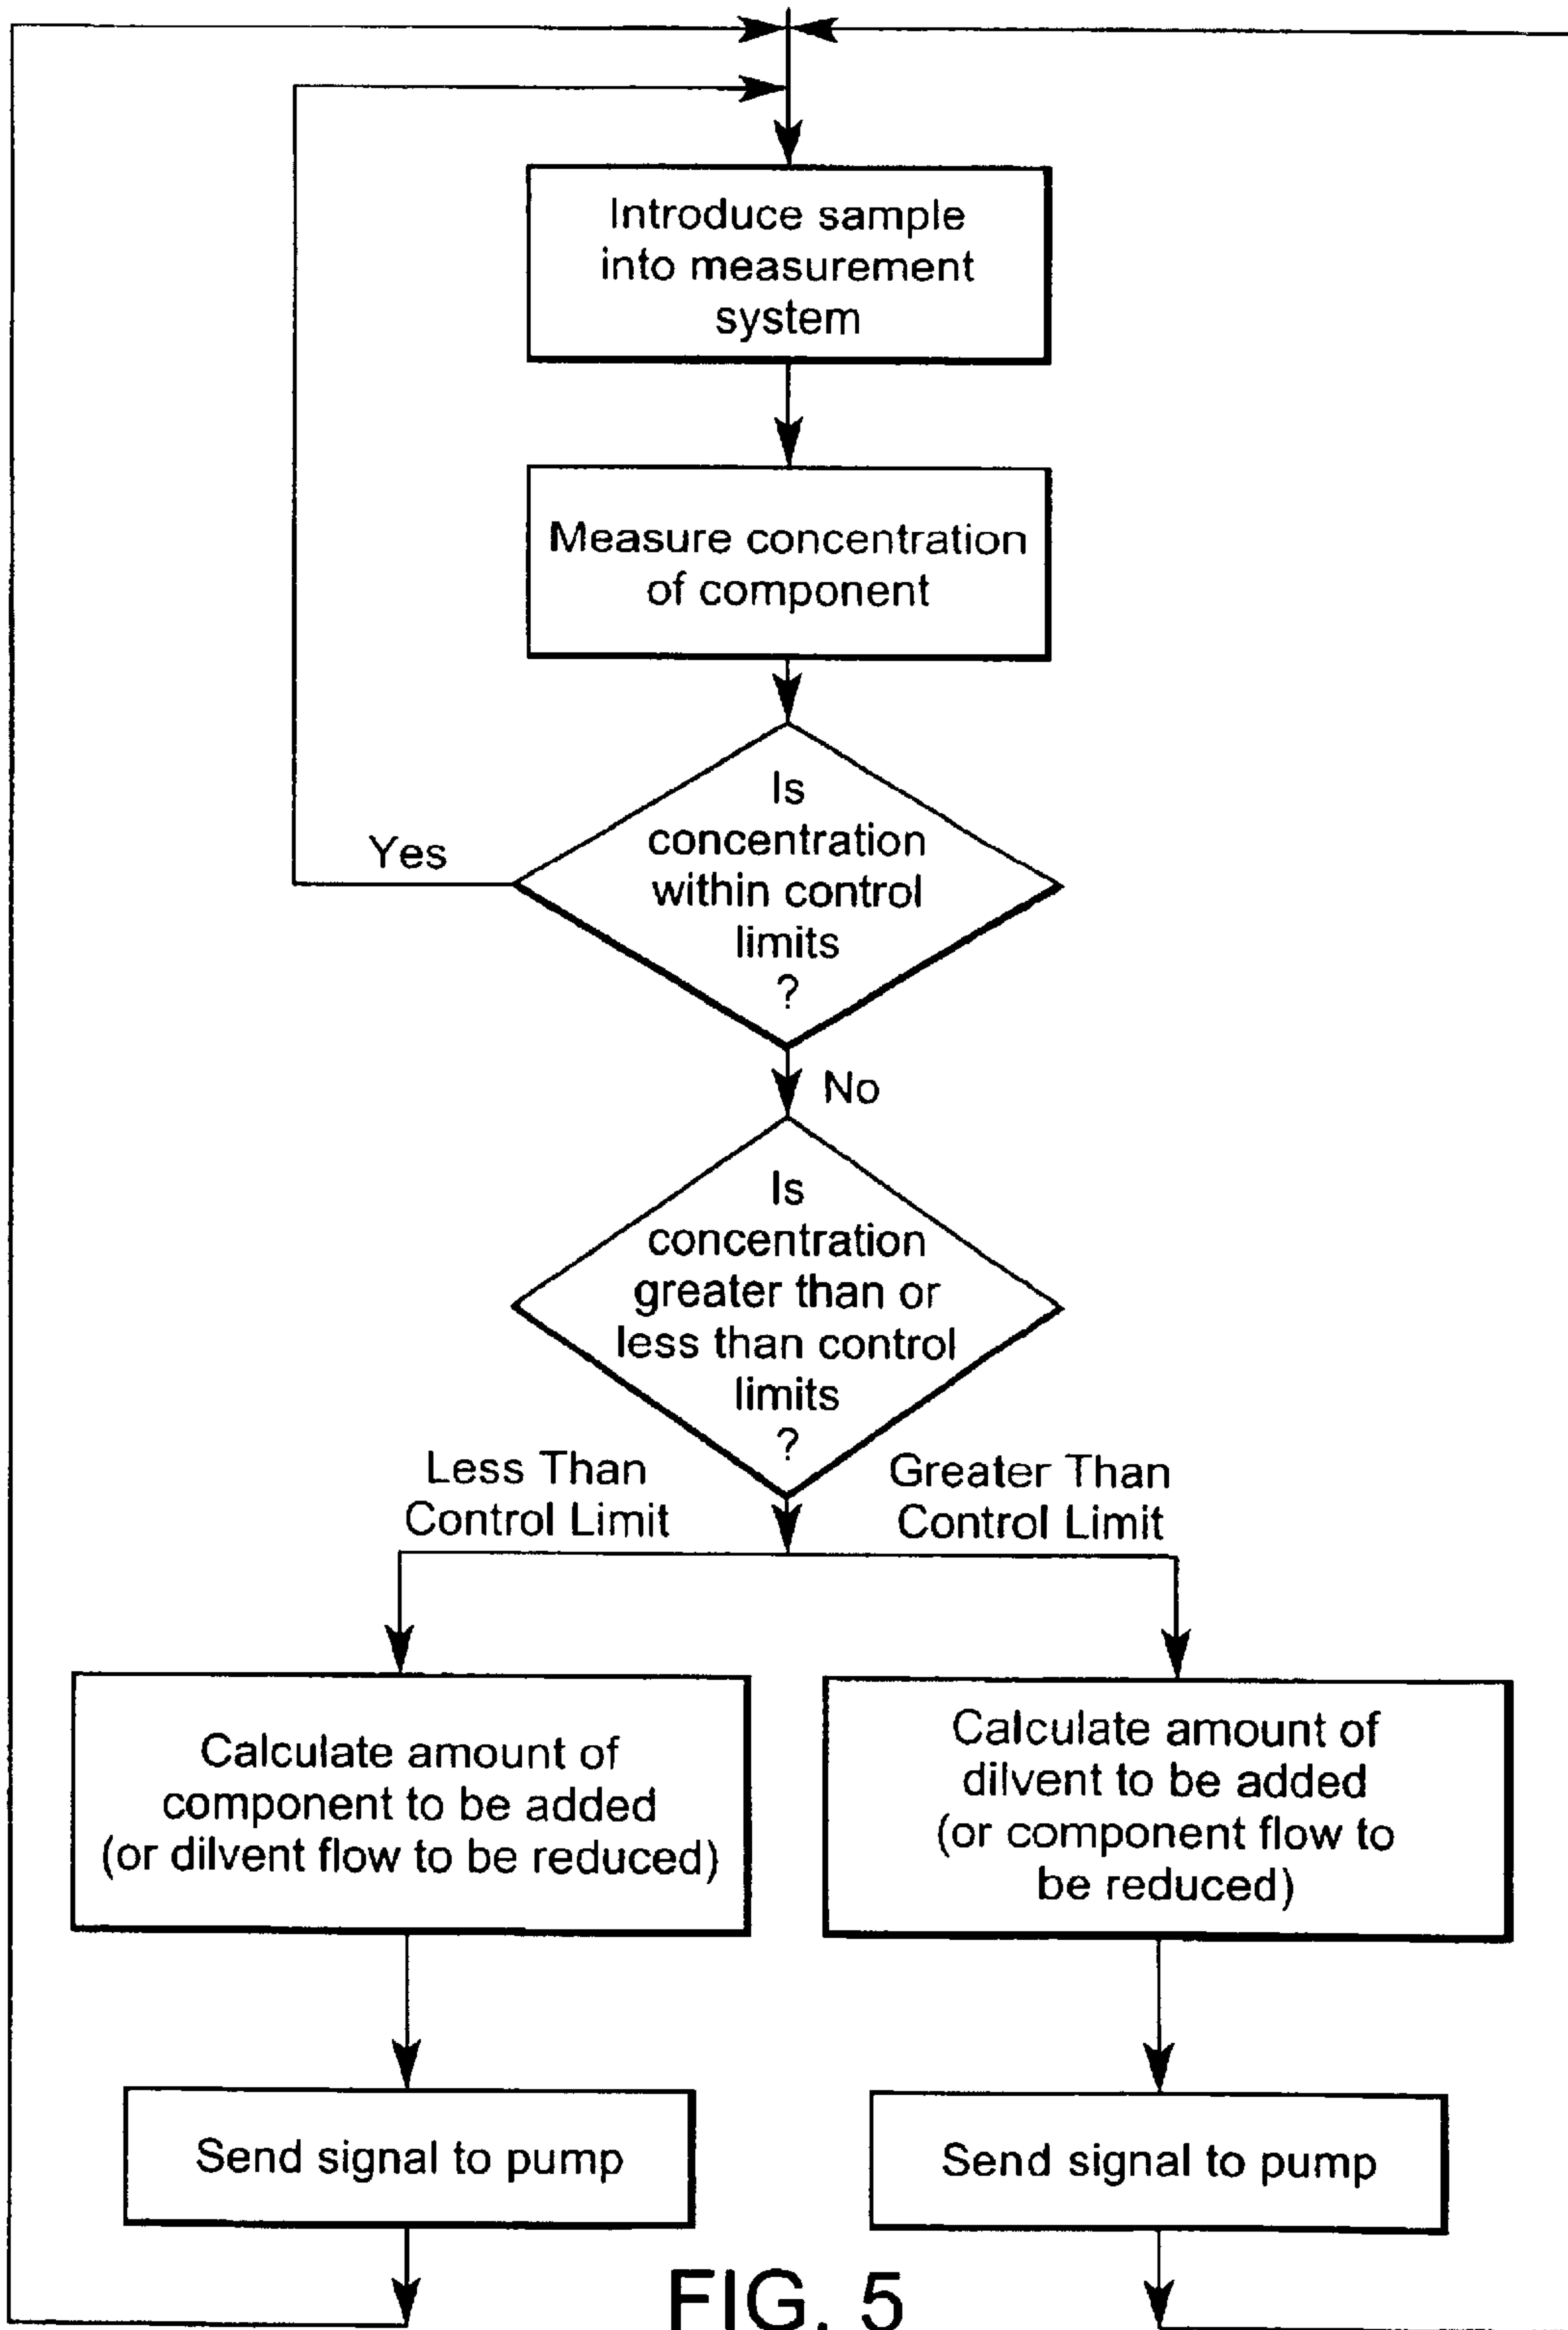 Introduce sample
into measurement
system
Measure concentration
of component
Is
concentration
within control
limits
?
Yes
No
Is
concentration
greater than or
less than control
limits
?
Less Than
Control Limit
Greater Than
Control Limit
Calculate amount of
component to be added
(or dilvent flow to be reduced)
Calculate amount of
dilvent to be added
(or component flow to
be reduced)
Send signal to pump
Send signal to pump
FIG. 5